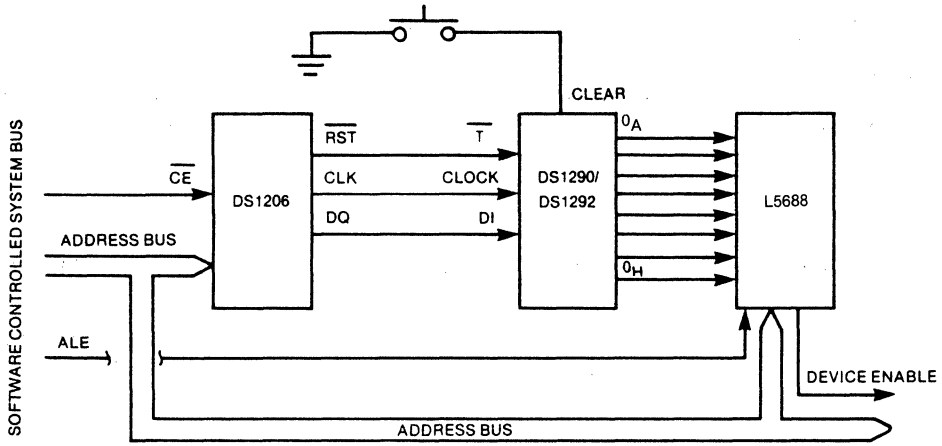 SOFTWARE CONTROLLED SYSTEM BUS
CLEAR
CE
ADDRESS BUS
ALE
DS1206
RST
CLK
DQ
T
CLOCK
DI
DS1290/
DS1292
0A
0H
L5688
DEVICE ENABLE
ADDRESS BUS